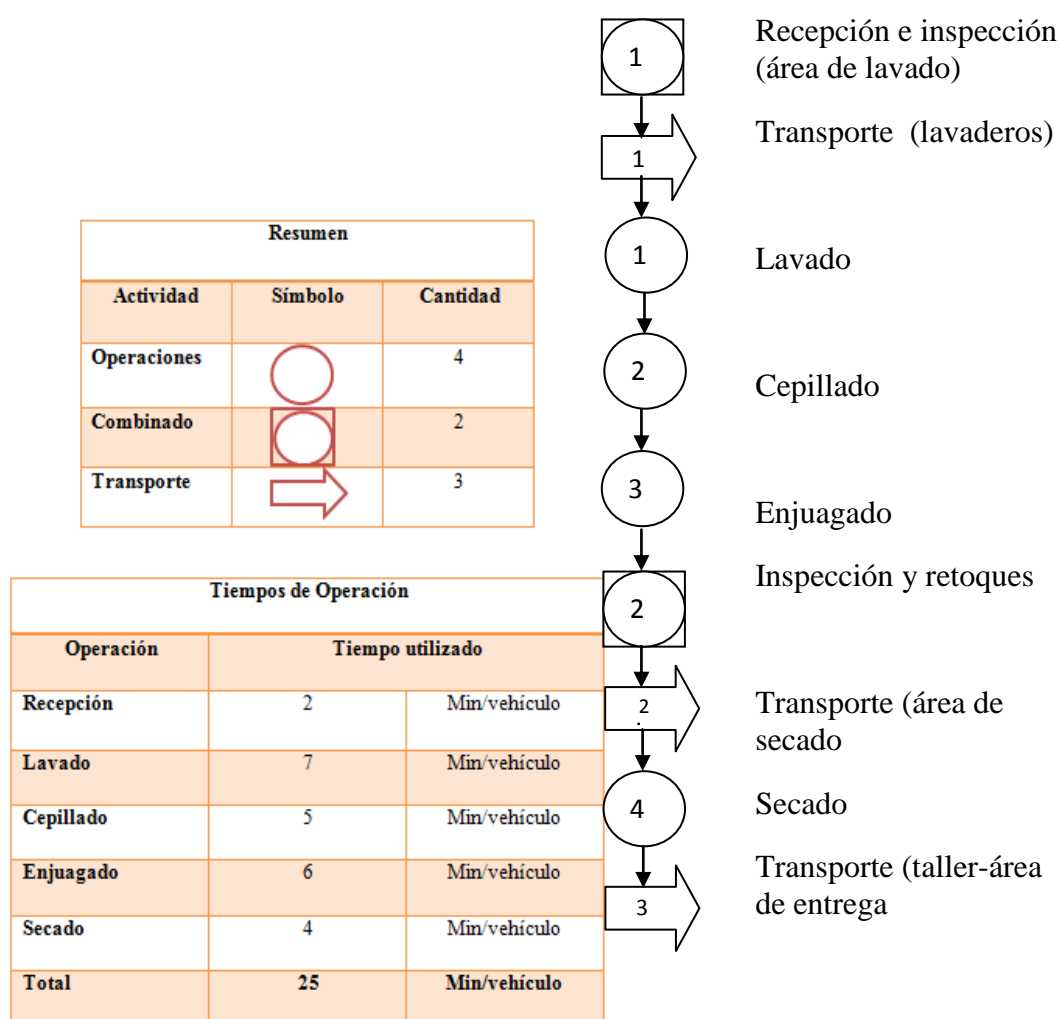 1
Recepción e inspección
(área de lavado)
1
Transporte (lavaderos)
1
Lavado
2
Cepillado
3
Enjuagado
2
Inspección y retoques
2
.
Transporte (área de
secado
4
Secado
3
Transporte (taller-área
de entrega
Resumen
Actividad Símbolo Cantidad
Operaciones 4
Combinado 2
Transporte 3
Tiempos de Operación
Operación Tiempo utilizado
Recepción 2 Min/vehículo
Lavado 7 Min/vehículo
Cepillado 5 Min/vehículo
Enjuagado 6 Min/vehículo
Secado 4 Min/vehículo
Total 25 Min/vehículo